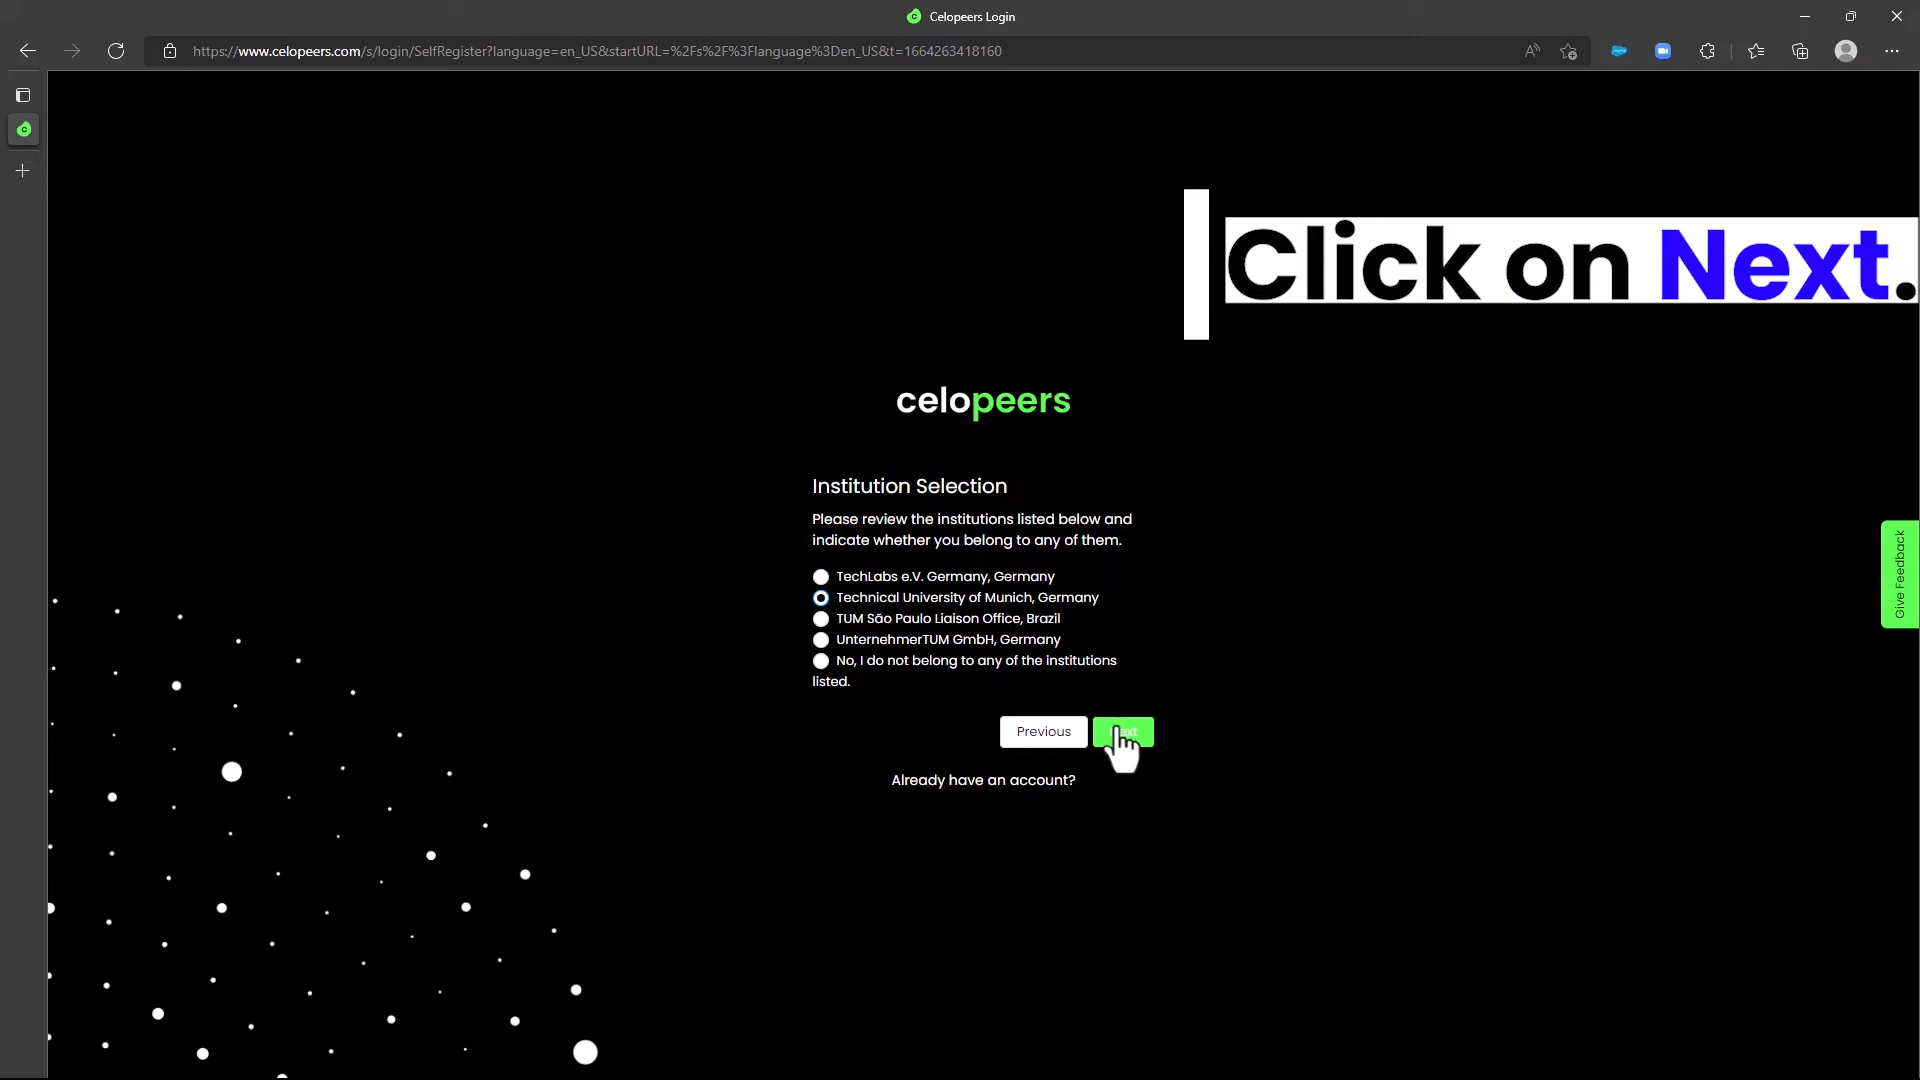 Celopeers Login
https://www.celopeers.com/s/login/SelfRegister?language=en_US&startURL=%2Fs%2F%3Flanguage%3Den_US&t=1664263418160
Click on Next.
celopeers
Institution Selection
Please review the institutions listed below and
indicate whether you belong to any of them.
TechLabs e.V. Germany, Germany
Technical University of Munich, Germany
TUM São Paulo Liaison Office, Brazil
UnternehmerTUM GmbH, Germany
No, I do not belong to any of the institutions
listed.
Previous
Already have an account?
Give Feedback